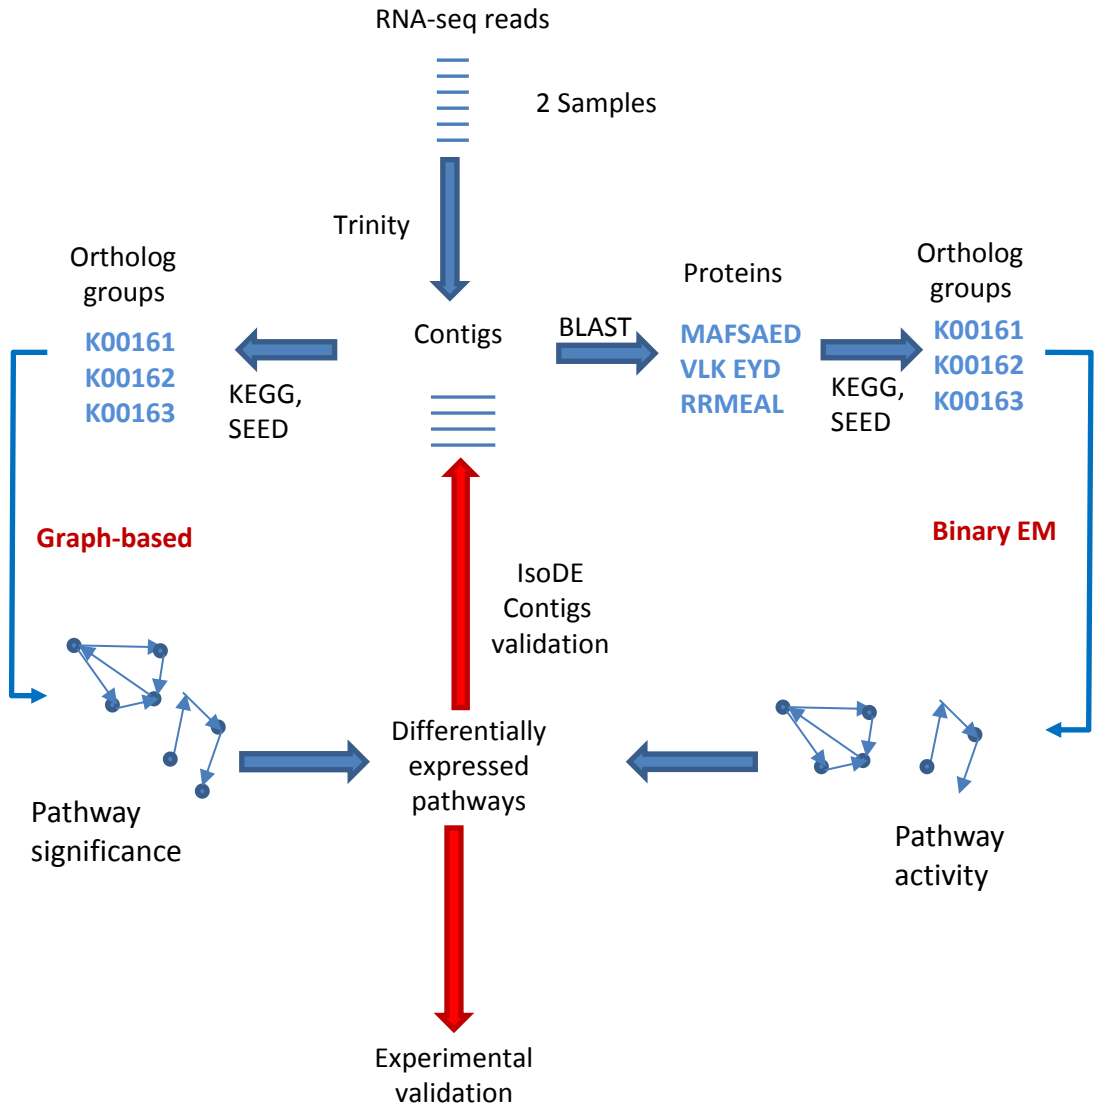 RNA-seq reads
2 Samples
Trinity
Ortholog
groups
K00161
K00162
K00163
KEGG,
SEED
Contigs
BLAST
Proteins
MAFSAED
VLK EYD
RRMEAL
KEGG,
SEED
Ortholog
groups
K00161
K00162
K00163
Graph-based
Binary EM
IsoDE
Contigs
validation
Pathway
significance
Differentially
expressed
pathways
Pathway
activity
Experimental
validation